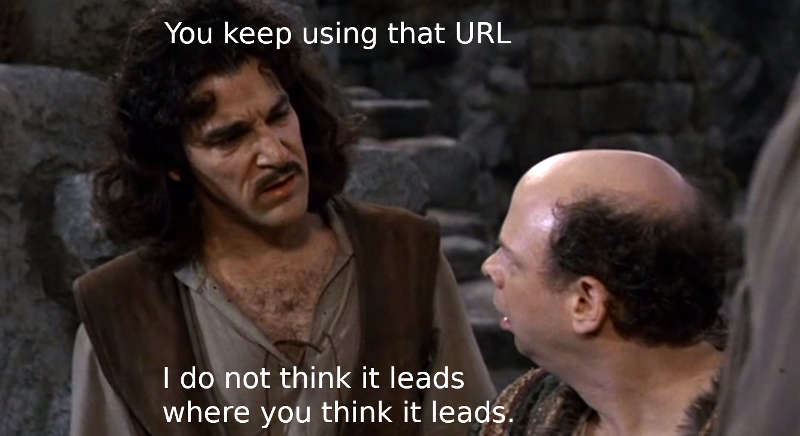 You keep using that URL
I do not think it leads
where you think it leads.